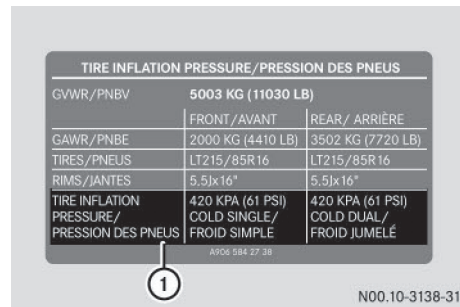 TIRE INFLATION PRESSURE/PRESSION DES PNEUS
GVWR/PNBV 5003 KG (11030 LB)
FRONT/AVANT REAR/ ARRIÈRE
GAWR/PNBE 2000 KG (4410 LB) 3502 KG (7720 LB)
TIRES/PNEUS LT215/85R16 LT215/85R16
RIMS/JANTES 5,5Jx16" 5,5Jx16"
TIRE INFLATION 420 KPA (61 PSI) 420 KPA (61 PSI)
PRESSURE/ COLD SINGLE/ COLD DUAL/
PRESSION DES PNEUS FROID SIMPLE FROID JUMELÉ
A906 584 27 38
1
N00.10-3138-31